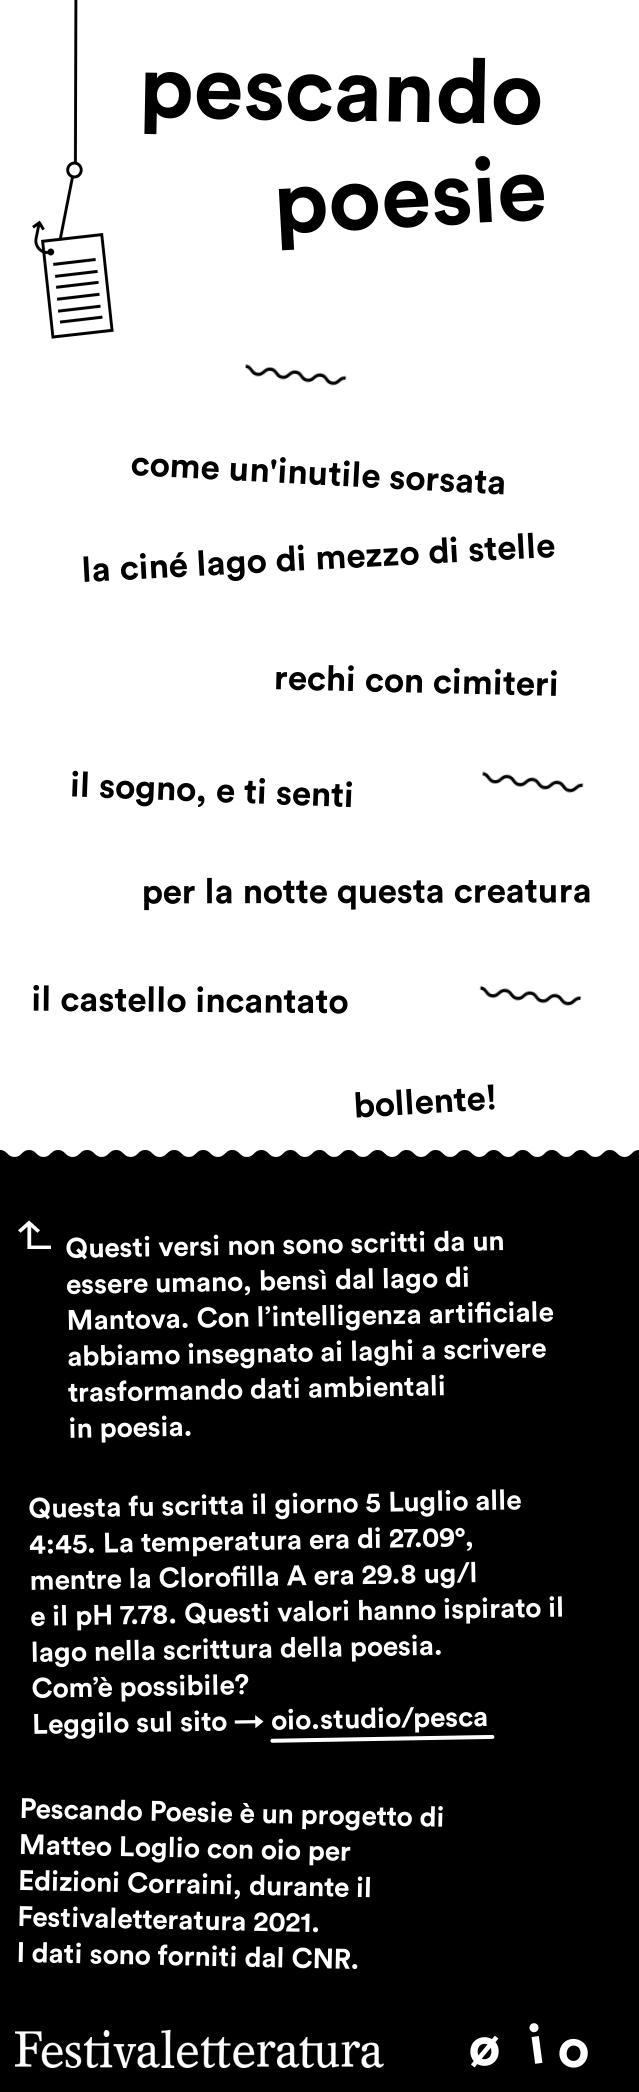 pescando
poesie
come un'inutile sorsata
la ciné lago di mezzo di stelle
rechi con cimiteri
il sogno, e ti senti
per la notte questa creatura
il castello incantato
bollente!
Questi versi non sono scritti da un
essere umano, bensì dal lago di
Mantova. Con l’intelligenza artificiale
abbiamo insegnato ai laghi a scrivere
trasformando dati ambientali
in poesia.
Questa fu scritta il giorno 5 Luglio alle
4:45. La temperatura era di 27.09°,
mentre la Clorofilla A era 29.8 ug/l
e il pH 7.78. Questi valori hanno ispirato il
lago nella scrittura della poesia.
Com’è possibile?
Leggilo sul sito → oio.studio/pesca
Pescando Poesie è un progetto di
Matteo Loglio con oio per
Edizioni Corraini, durante il
Festivaletteratura 2021.
I dati sono forniti dal CNR.
Festivaletteratura øio